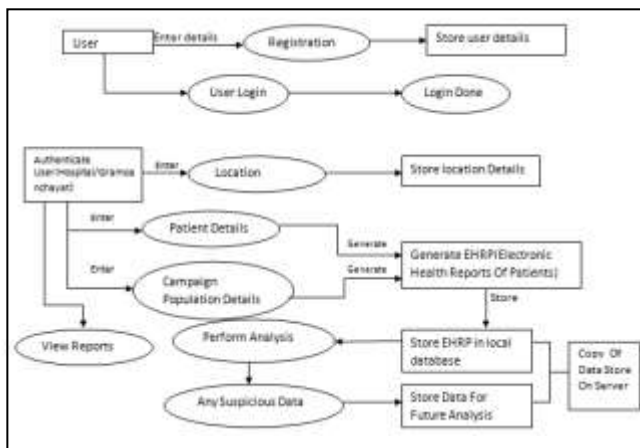 User
Enter details
Registration
Store user details
User Login
Login Done
Authenticate
User(Hospital/Gramoa
nchayat)
Enter
Location
Store location Details
Enter
Patient Details
Generate
Generate EHRP(Electronic
Health Reports Of Patients)
Enter
Campaign
Population Details
Generate
Store
View Reports
Perform Analysis
Store EHRP in local
database
Copy Of
Data Store
On Server
Any Suspicious Data
Store Data For
Future Analysis